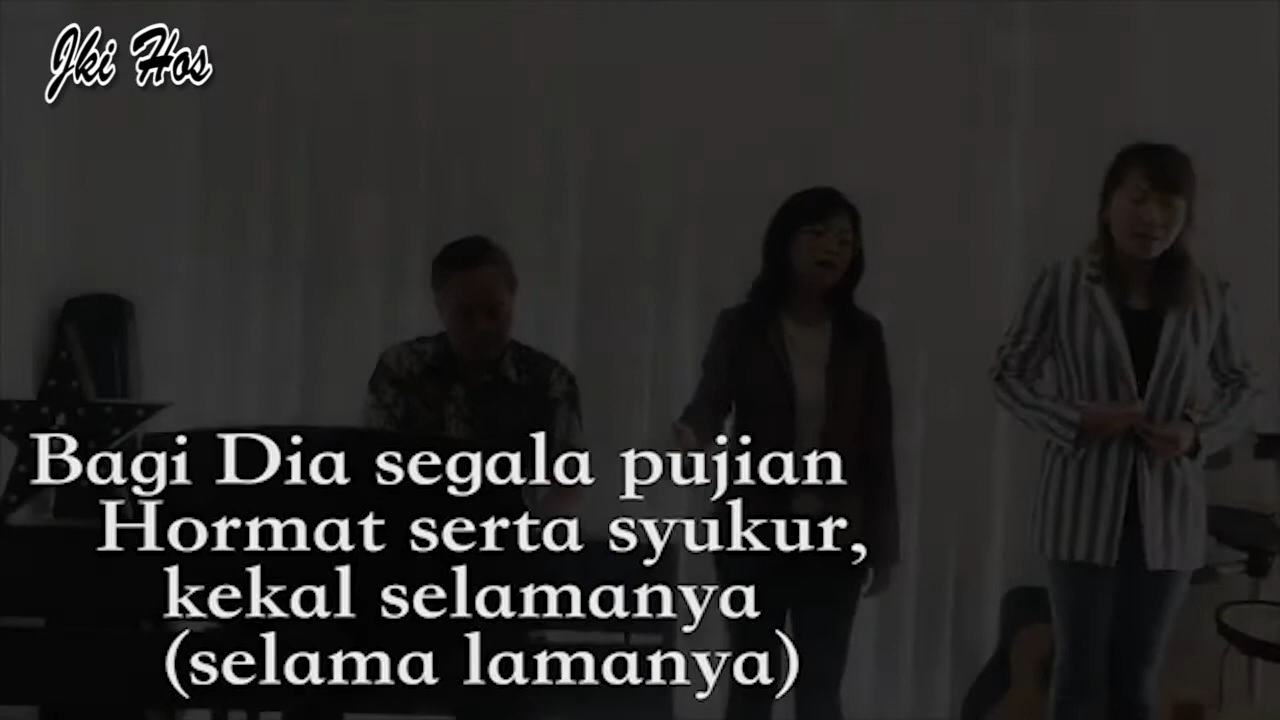 Jki Hos
Bagi Dia segala pujian
Hormat serta syukur,
kekal selamanya
(selama lamanya)